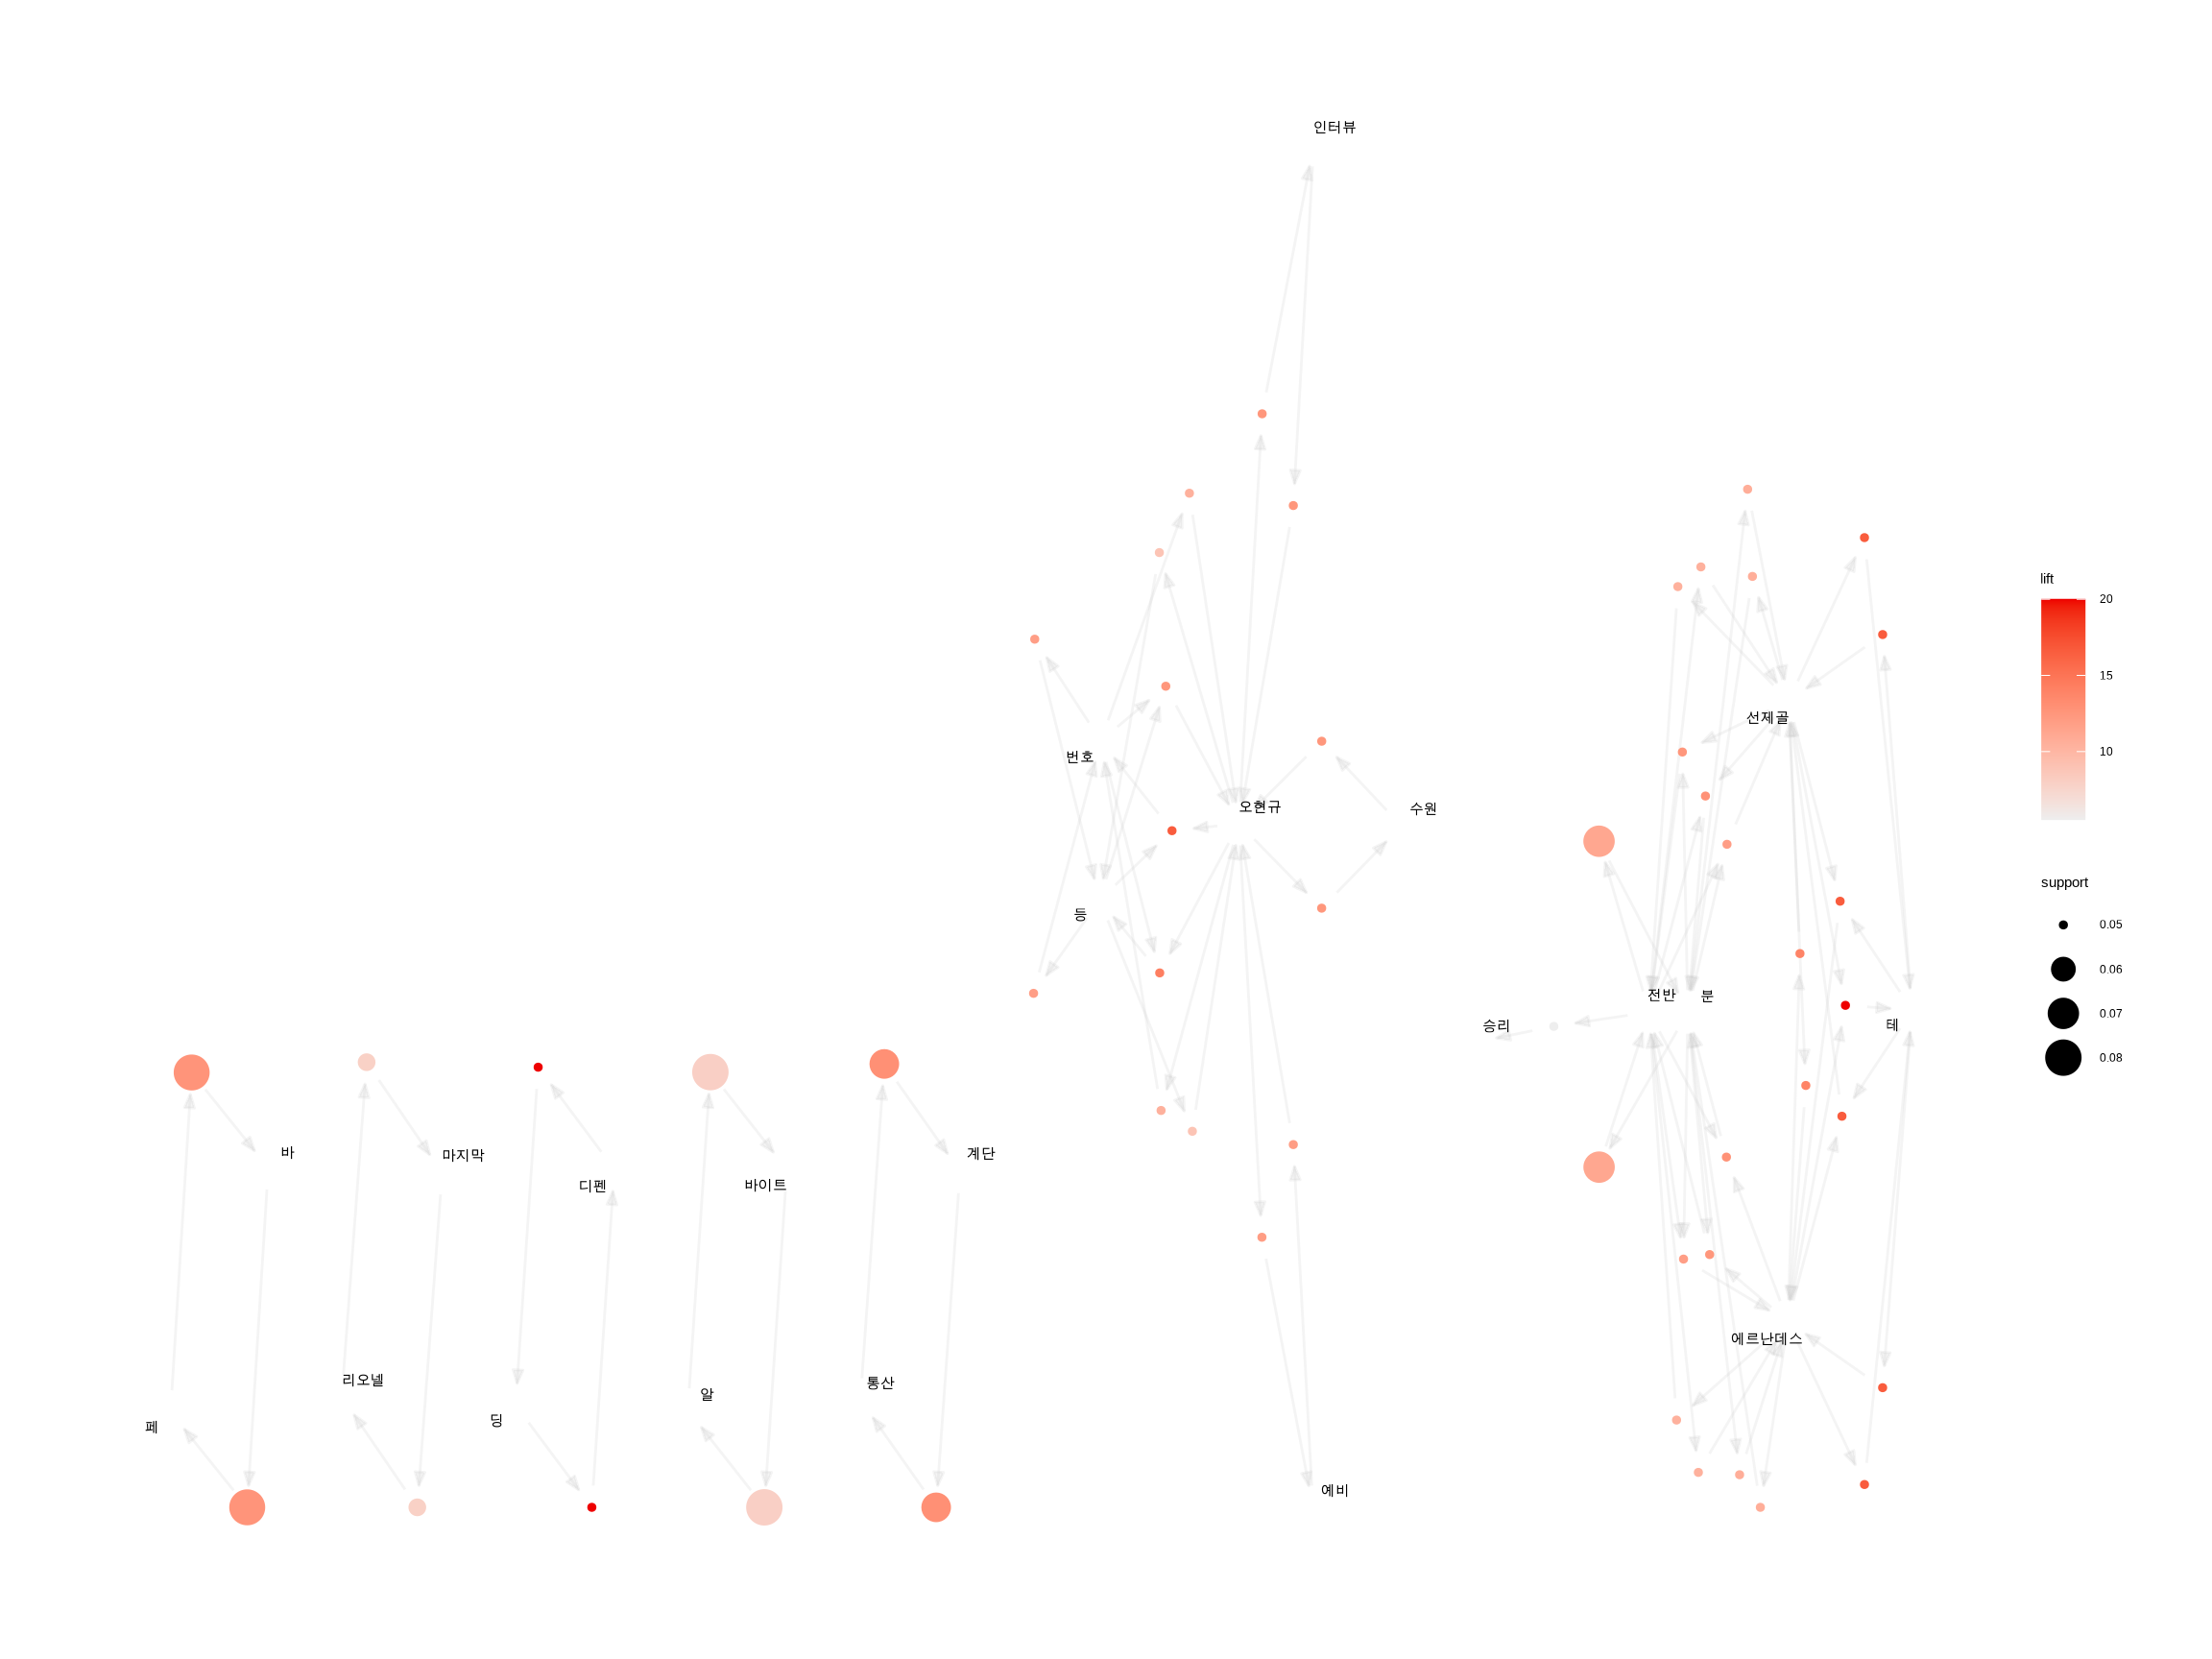 인터뷰
lift
20
15
10
선제골
번호
오현규
수원
support
등
0.05
0.06
전반
분
승리
테
0.07
0.08
바
마지막
계단
디펜
바이트
에르난데스
리오넬
통산
알
딩
페
예비